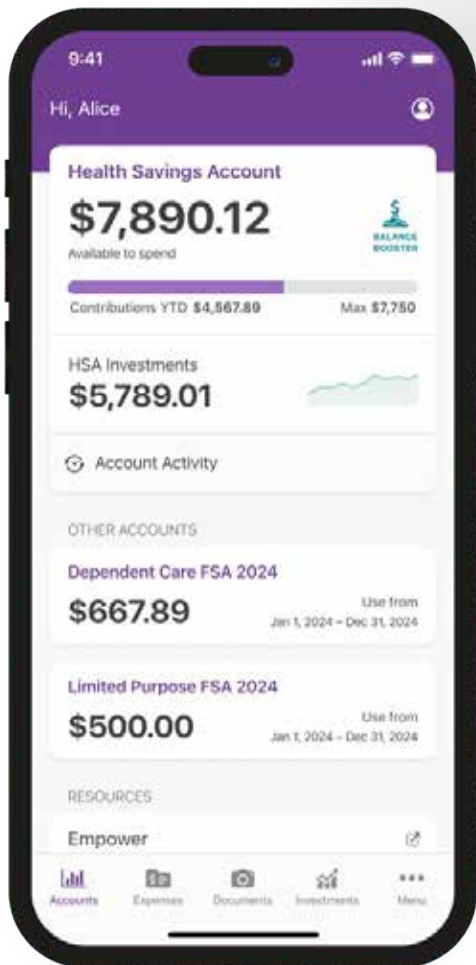 9:41
Hi, Alice
Health Savings Account
$7,890.12
Available to spend
$
BALANCE
BOOSTER
Contributions YTD $4,567.89 Max $7,750
HSA Investments
$5,789.01
Account Activity
OTHER ACCOUNTS
Dependent Care FSA 2024
$667.89
Use from
Jan 1, 2024 – Dec 31, 2024
Limited Purpose FSA 2024
$500.00
Use from
Jan 1, 2024 – Dec 31, 2024
RESOURCES
Empower
Accounts Expenses Documents Investments Menu